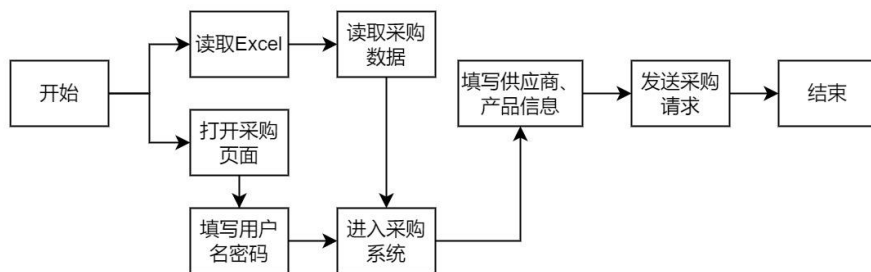 开始
读取Excel
读取采购
数据
打开采购
页面
填写用户
名密码
进入采购
系统
填写供应商、
产品信息
发送采购
请求
结束